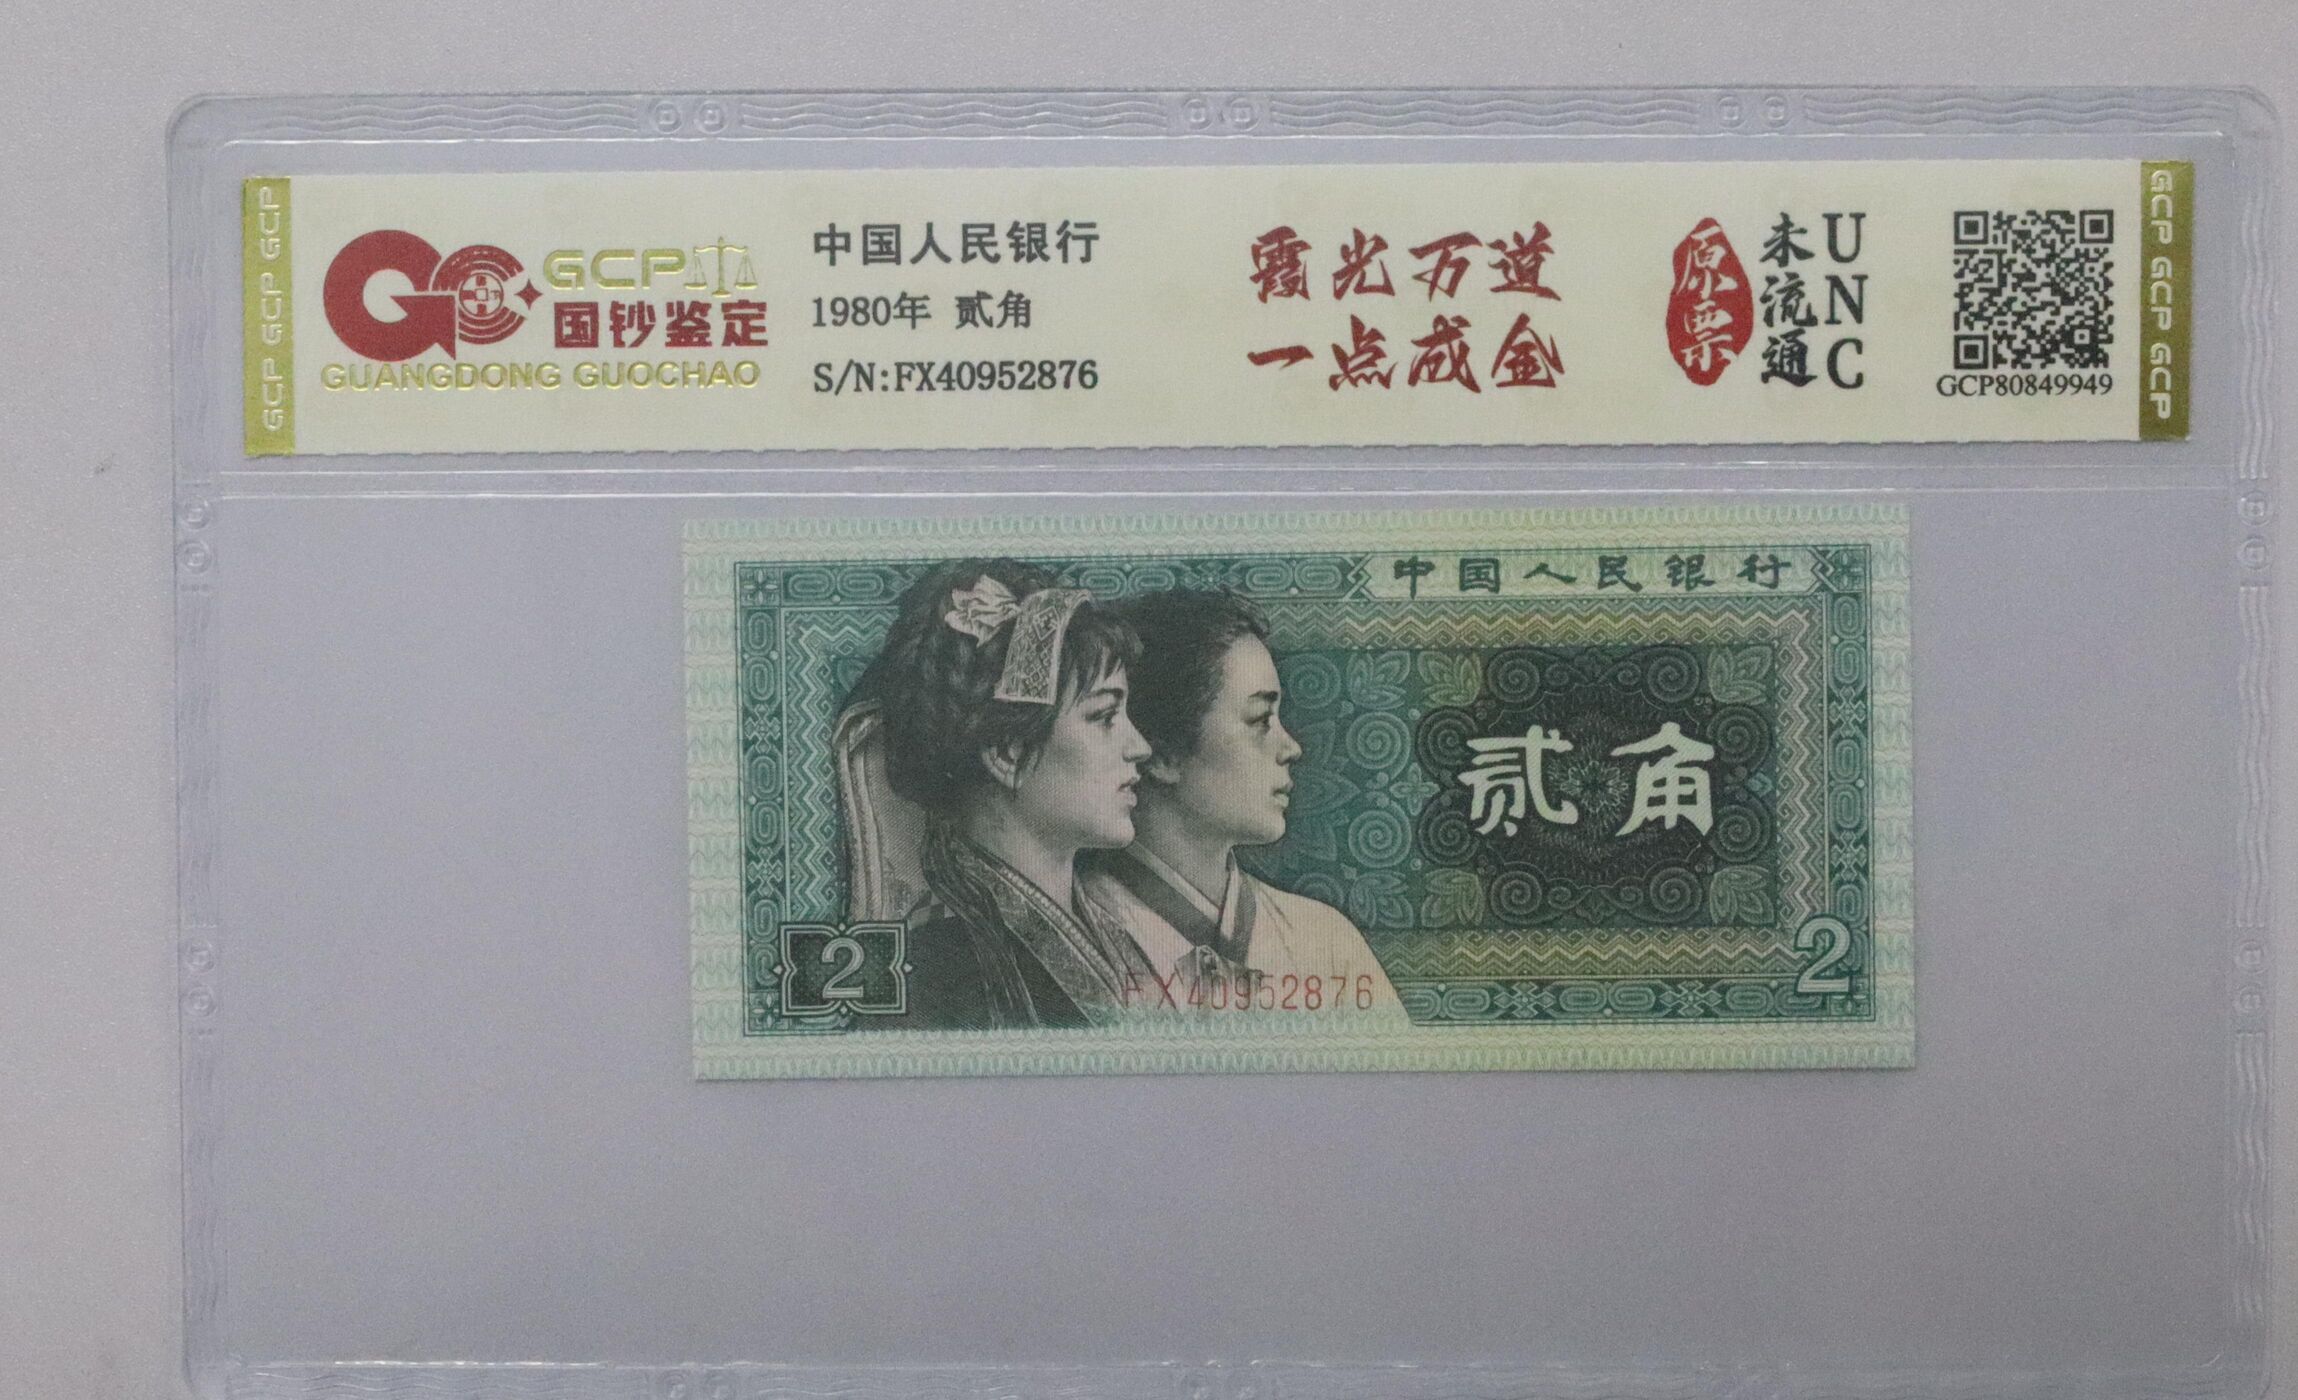 GCP GCP GCP
GCP
国钞鉴定
GUANGDONG GUOCHAO
中国人民银行
1980年 贰角
S/N:FX40952876
霞光万道
一点成金
原票
未流通
UNC
GCP80849949
GCP GCP GCP
中国人民银行
贰角
2
FX40952876
2